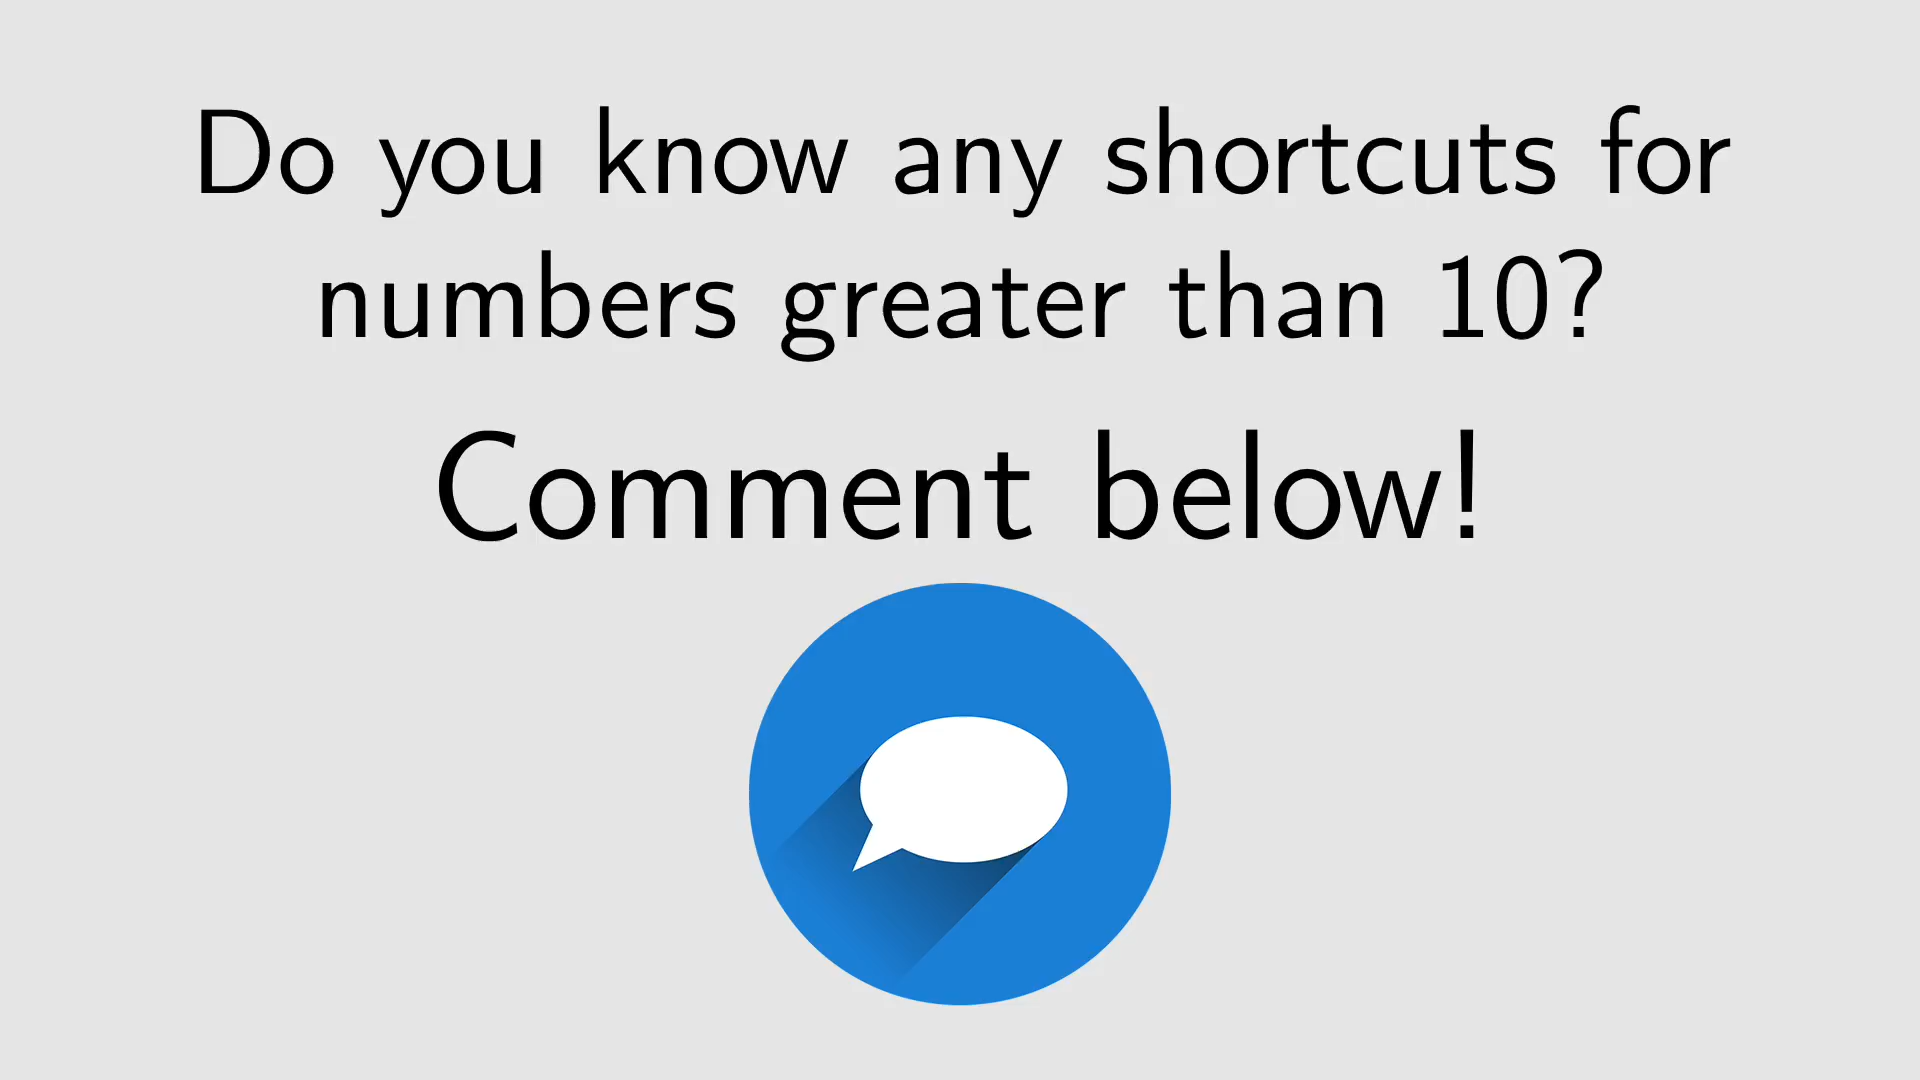 Do you know any shortcuts for
numbers greater than 10?
Comment below!